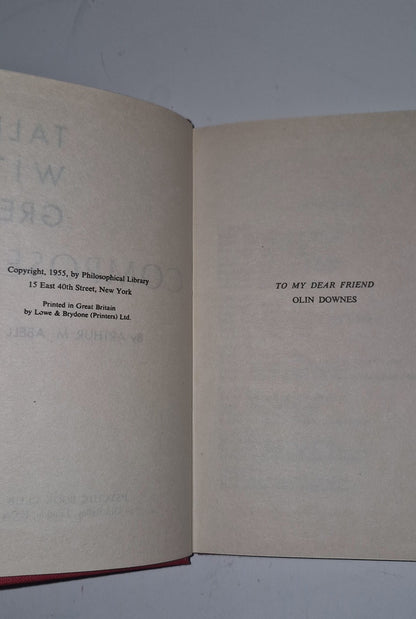 Copyright, 1955, by Philosophical Library
15 East 40th Street, New York
Printed in Great Britain
by Lowe & Brydone (Printers) Ltd.
TO MY DEAR FRIEND
OLIN DOWNES